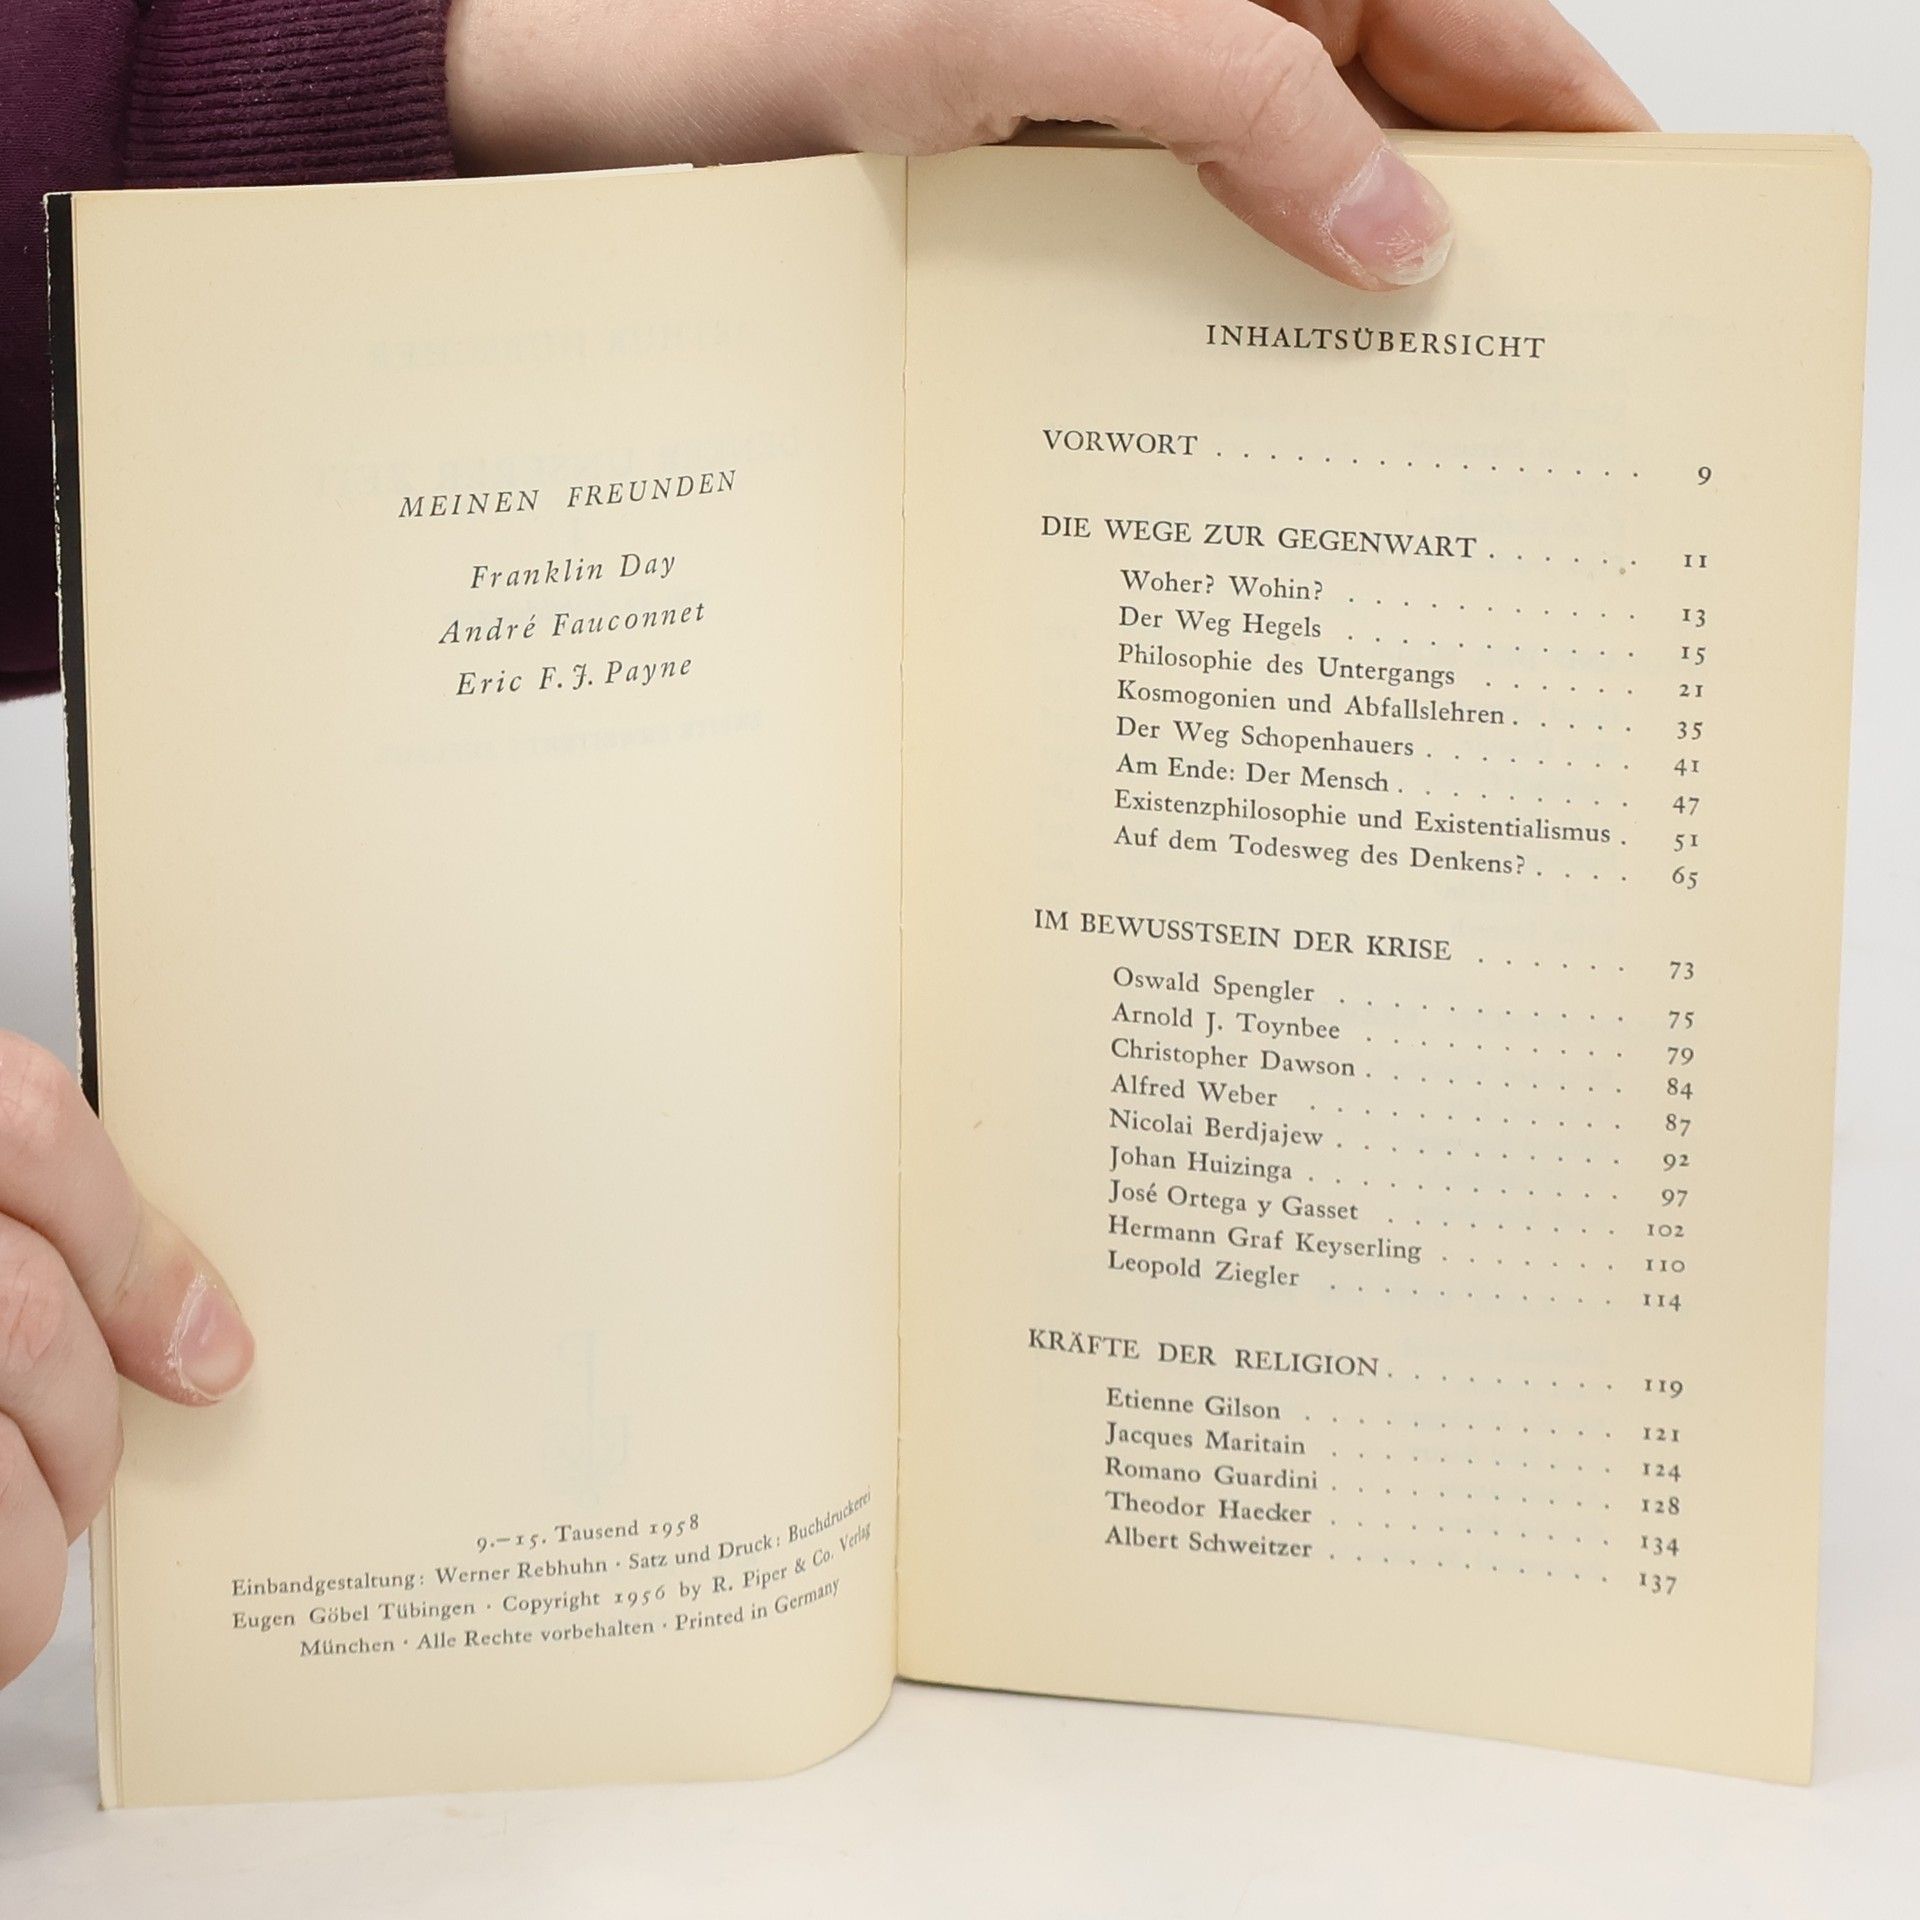 MEINEN FREUNDEN
Franklin Day
André Fauconnet
Eric F. J. Payne
9.–15. Tausend 1958
Einbandgestaltung: Werner Rebhuhn · Satz und Druck: Buchdruckerei
Eugen Göbel Tübingen · Copyright 1956 by R. Piper & Co. Verlag
München · Alle Rechte vorbehalten · Printed in Germany
INHALTSÜBERSICHT
VORWORT . . . . . . . . . . . . . . . . 9
DIE WEGE ZUR GEGENWART . . . . . . 11
Woher? Wohin? . . . . . . . . . . . 13
Der Weg Hegels . . . . . . . . . . . 15
Philosophie des Untergangs . . . . . . 21
Kosmogonien und Abfallslehren . . . . . 35
Der Weg Schopenhauers . . . . . . . . 41
Am Ende: Der Mensch . . . . . . . . . 47
Existenzphilosophie und Existentialismus . 51
Auf dem Todesweg des Denkens? . . . . 65
IM BEWUSSTSEIN DER KRISE . . . . . . 73
Oswald Spengler . . . . . . . . . . . 75
Arnold J. Toynbee . . . . . . . . . . 79
Christopher Dawson . . . . . . . . . . 84
Alfred Weber . . . . . . . . . . . . 87
Nicolai Berdjajew . . . . . . . . . . . 92
Johan Huizinga . . . . . . . . . . . . 97
José Ortega y Gasset . . . . . . . . . 102
Hermann Graf Keyserling . . . . . . . 110
Leopold Ziegler . . . . . . . . . . . 114
KRÄFTE DER RELIGION . . . . . . . . . 119
Etienne Gilson . . . . . . . . . . . . 121
Jacques Maritain . . . . . . . . . . . 124
Romano Guardini . . . . . . . . . . . 128
Theodor Haecker . . . . . . . . . . . 134
Albert Schweitzer . . . . . . . . . . . 137